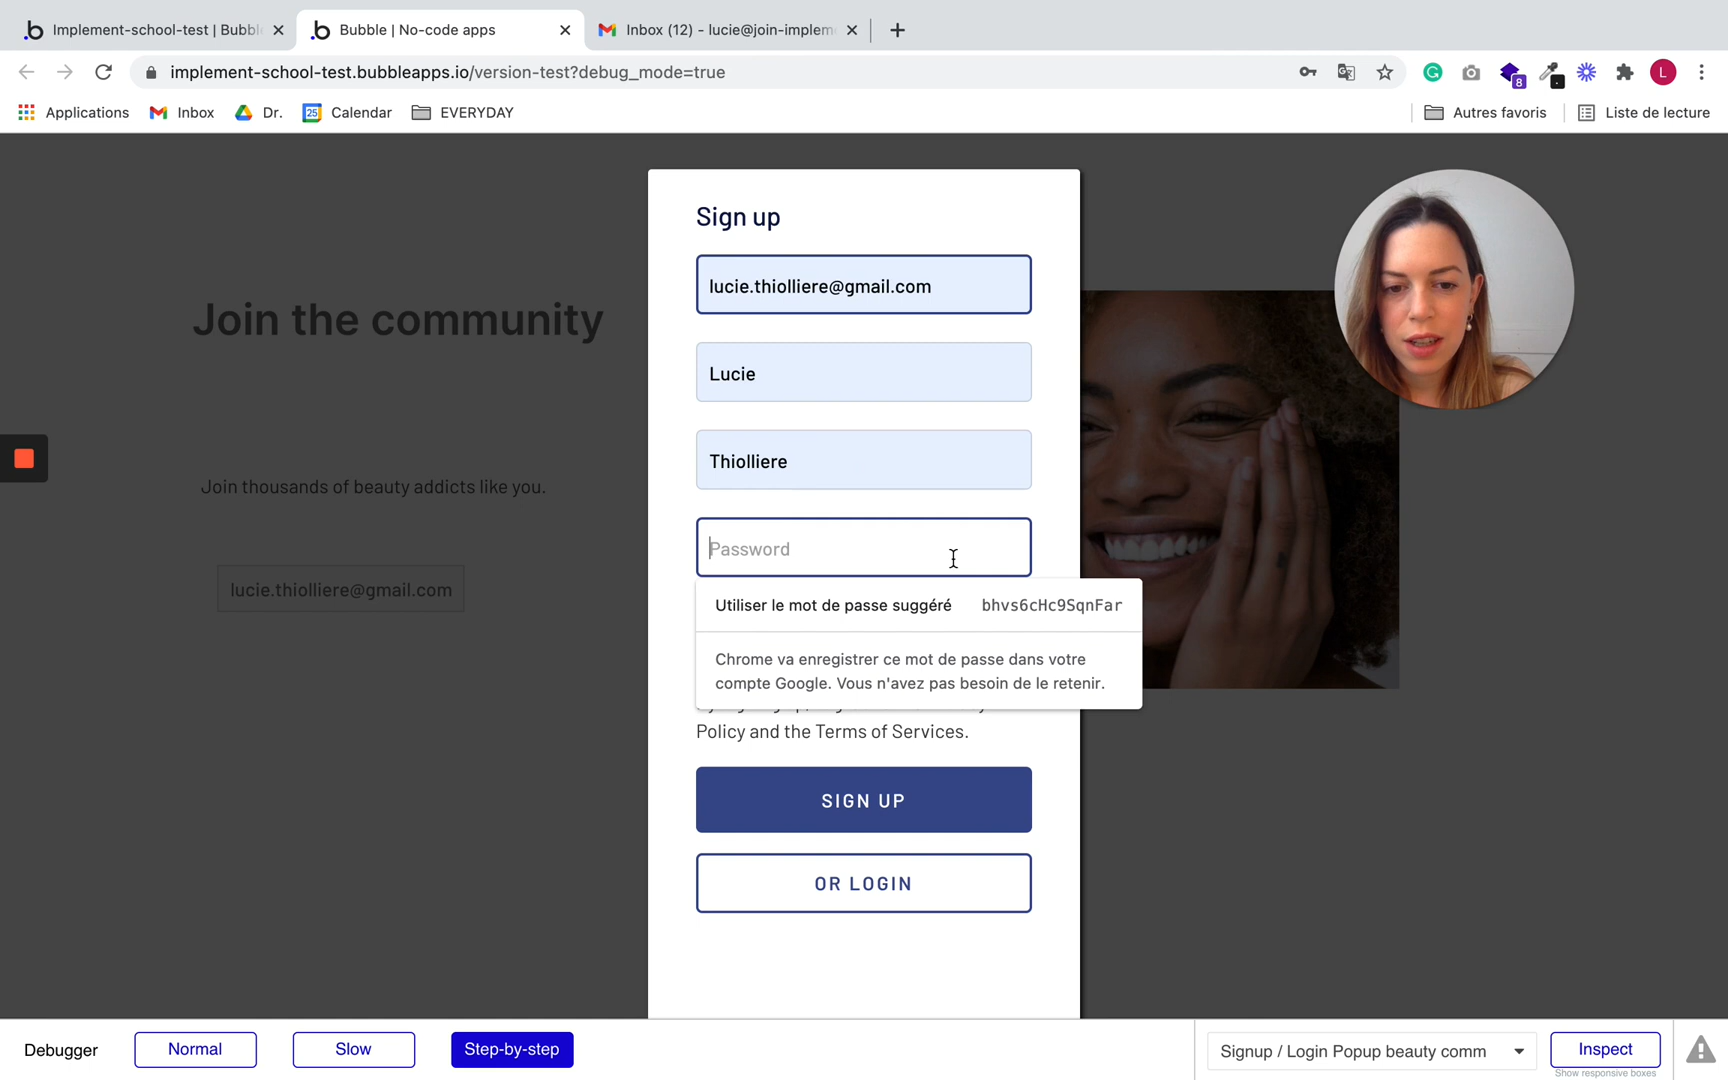 Implement-school-test | Bubbl
Bubble | No-code apps
Inbox (12) - lucie@join-implem
implement-school-test.bubbleapps.io/version-test?debug_mode=true
8
L
Applications
Inbox
Dr.
25
Calendar
EVERYDAY
Autres favoris
Liste de lecture
Sign up
lucie.thiolliere@gmail.com
Join the community
Lucie
Thiolliere
Join thousands of beauty addicts like you.
Password
lucie.thiolliere@gmail.com
Utiliser le mot de passe suggéré bhvs6cHc9SqnFar
Chrome va enregistrer ce mot de passe dans votre
compte Google. Vous n'avez pas besoin de le retenir.
Policy and the Terms of Services.
SIGN UP
OR LOGIN
Debugger
Normal
Slow
Step-by-step
Signup / Login Popup beauty comm
Inspect
Show responsive boxes